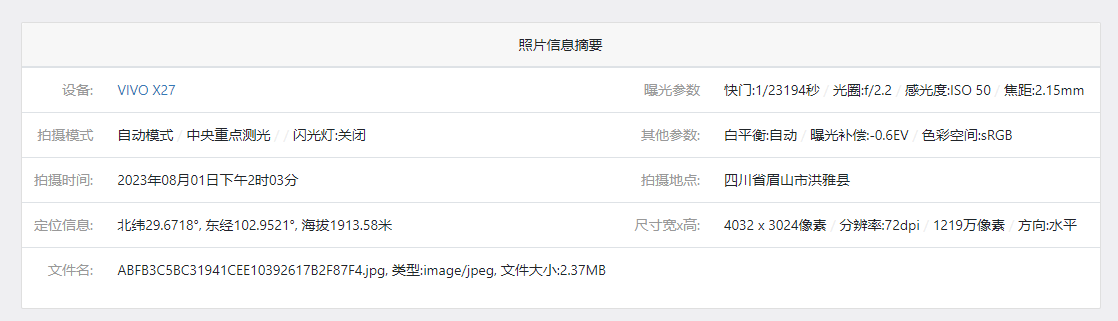 照片信息摘要
设备: VIVO X27 曝光参数 快门:1/23194秒 / 光圈:f/2.2 / 感光度:ISO 50 / 焦距:2.15mm
拍摄模式 自动模式 / 中央重点测光 / / 闪光灯:关闭 其他参数: 白平衡:自动 / 曝光补偿:-0.6EV / 色彩空间:sRGB
拍摄时间: 2023年08月01日下午2时03分 拍摄地点: 四川省眉山市洪雅县
定位信息: 北纬29.6718°, 东经102.9521°, 海拔1913.58米 尺寸宽x高: 4032 x 3024像素 / 分辨率:72dpi / 1219万像素 / 方向:水平
文件名: ABFB3C5BC31941CEE10392617B2F87F4.jpg, 类型:image/jpeg, 文件大小:2.37MB